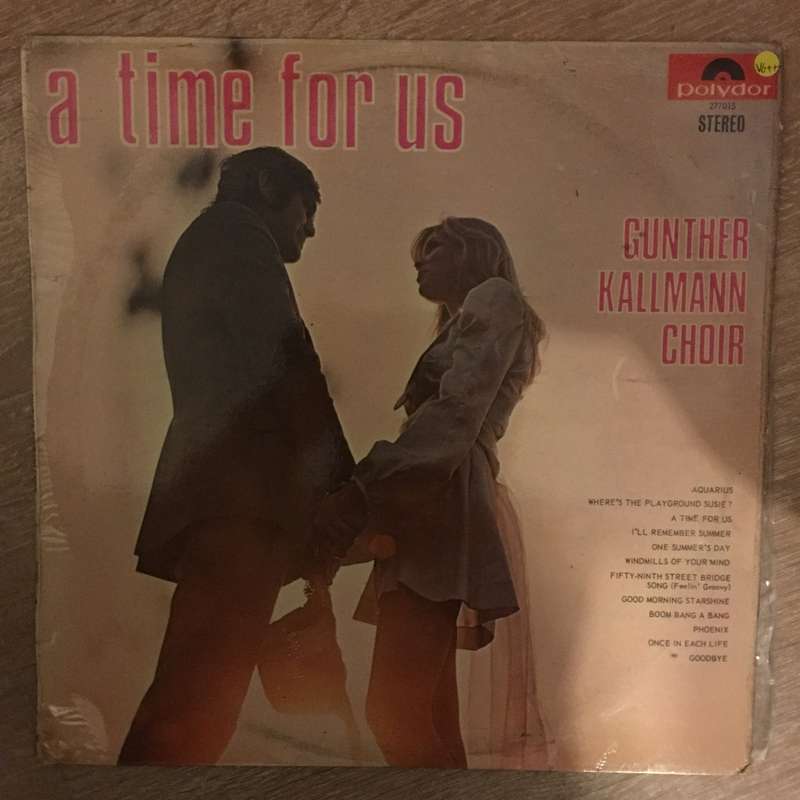 a time for us
VG++
polydor
277015
STEREO
GUNTHER
KALLMANN
CHOIR
AQUARIUS
WHERE'S THE PLAYGROUND SUSIE?
A TIME FOR US
I'LL REMEMBER SUMMER
ONE SUMMER'S DAY
WINDMILLS OF YOUR MIND
FIFTY-NINTH STREET BRIDGE
SONG (Feelin' Groovy)
GOOD MORNING STARSHINE
BOOM BANG A BANG
PHOENIX
ONCE IN EACH LIFE
GOODBYE